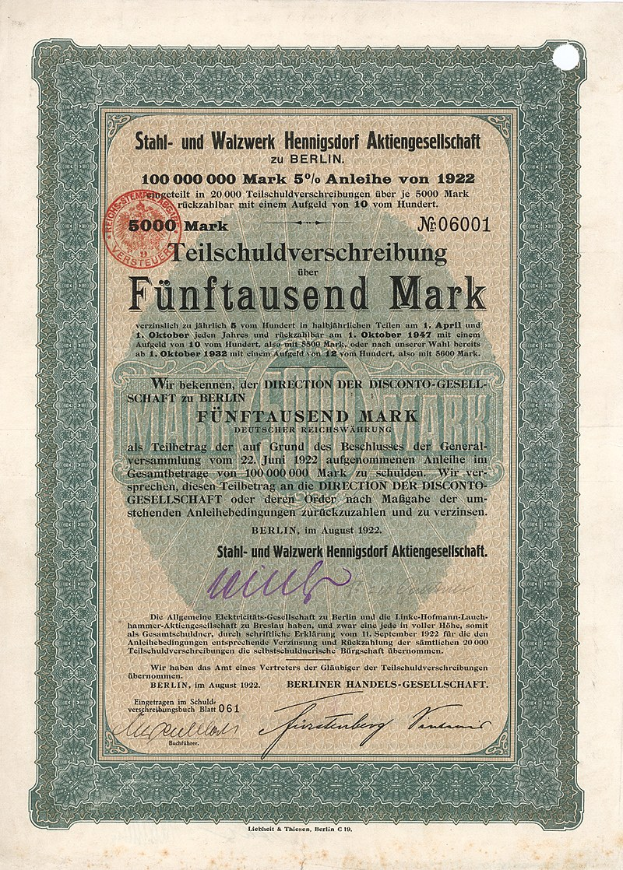 Stahl- und Walzwerk Hennigsdorf Aktiengesellschaft
zu BERLIN.
100 000 000 Mark 5% Anleihe von 1922
eingeteilt in 20 000 Teilschuldverschreibungen über je 5000 Mark
rückzahlbar mit einem Aufgeld von 10 vom Hundert.
REICHS-STEMPELABGABE VERSTEUERT
5000 Mark № 06001
Teilschuldverschreibung
über
Fünftausend Mark
verzinslich zu jährlich 5 vom Hundert in halbjährlichen Teilen am 1. April und
1. Oktober jeden Jahres und rückzahlbar am 1. Oktober 1947 mit einem
Aufgeld von 10 vom Hundert, also mit 5500 Mark, oder nach unserer Wahl bereits
ab 1. Oktober 1932 mit einem Aufgeld von 12 vom Hundert, also mit 5600 Mark.
5000
MARK MARK
Wir bekennen, der DIRECTION DER DISCONTO-GESELL-
SCHAFT zu BERLIN
FÜNFTAUSEND MARK
DEUTSCHER REICHSWÄHRUNG
als Teilbetrag der auf Grund des Beschlusses der General-
versammlung vom 22. Juni 1922 aufgenommenen Anleihe im
Gesamtbetrage von 100 000 000 Mark zu schulden. Wir ver-
sprechen, diesen Teilbetrag an die DIRECTION DER DISCONTO-
GESELLSCHAFT oder deren Order nach Maßgabe der um-
stehenden Anleihebedingungen zurückzuzahlen und zu verzinsen.
BERLIN, im August 1922.
Stahl- und Walzwerk Hennigsdorf Aktiengesellschaft.
Die Allgemeine Elektricitäts-Gesellschaft zu Berlin und die Linke-Hofmann-Lauch-
hammer-Aktiengesellschaft zu Breslau haben, und zwar eine jede in voller Höhe, somit
als Gesamtschuldner, durch schriftliche Erklärung vom 11. September 1922 für die den
Anleihebedingungen entsprechende Verzinsung und Rückzahlung der sämtlichen 20 000
Teilschuldverschreibungen die selbstschuldnerische Bürgschaft übernommen.
Wir haben das Amt eines Vertreters der Gläubiger der Teilschuldverschreibungen
übernommen.
BERLIN, im August 1922. BERLINER HANDELS-GESELLSCHAFT.
Eingetragen im Schuld-
verschreibungsbuch Blatt 061
Fürstenberg
Buchführer.
Liebheit & Thiesen, Berlin C 19.